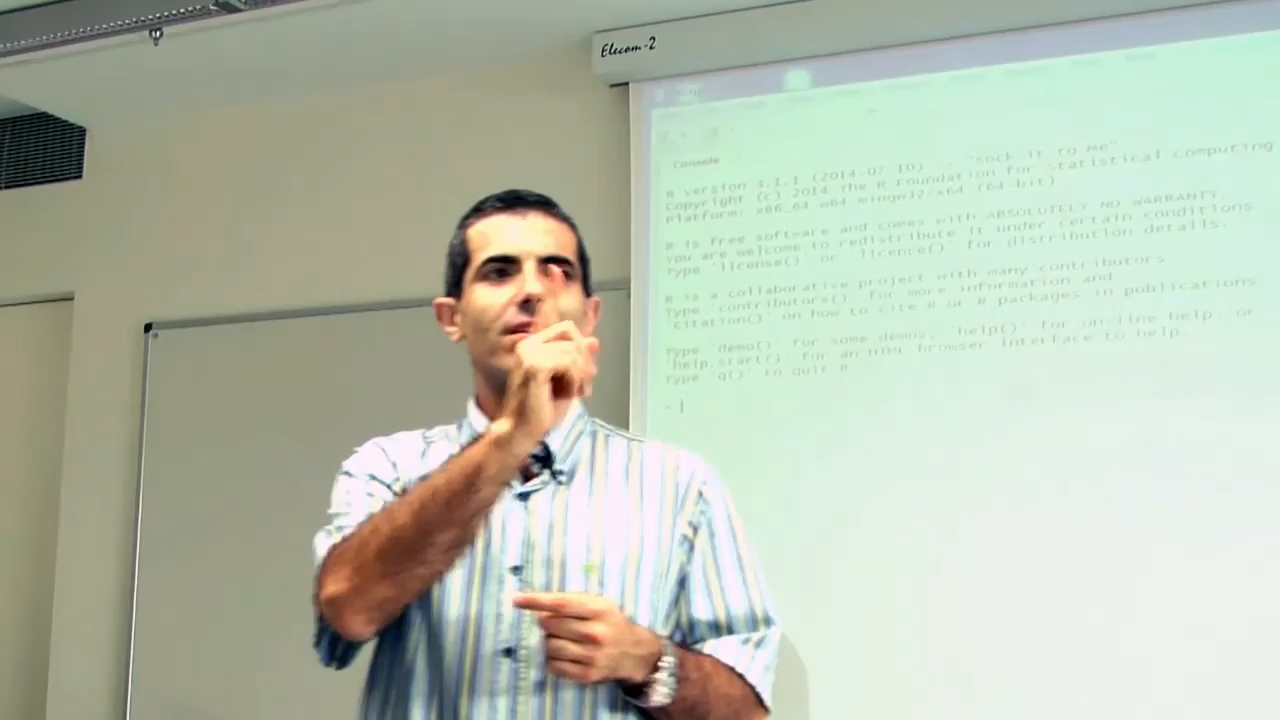 Elecom-2
Console
R version 3.1.1 (2014-07-10) -- "Sock it to Me"
Copyright (C) 2014 The R Foundation for Statistical Computing
Platform: x86_64-w64-mingw32/x64 (64-bit)
R is free software and comes with ABSOLUTELY NO WARRANTY.
You are welcome to redistribute it under certain conditions.
Type 'license()' or 'licence()' for distribution details.
R is a collaborative project with many contributors.
Type 'contributors()' for more information and
'citation()' on how to cite R or R packages in publications.
Type 'demo()' for some demos, 'help()' for on-line help, or
'help.start()' for an HTML browser interface to help.
Type 'q()' to quit R.
>